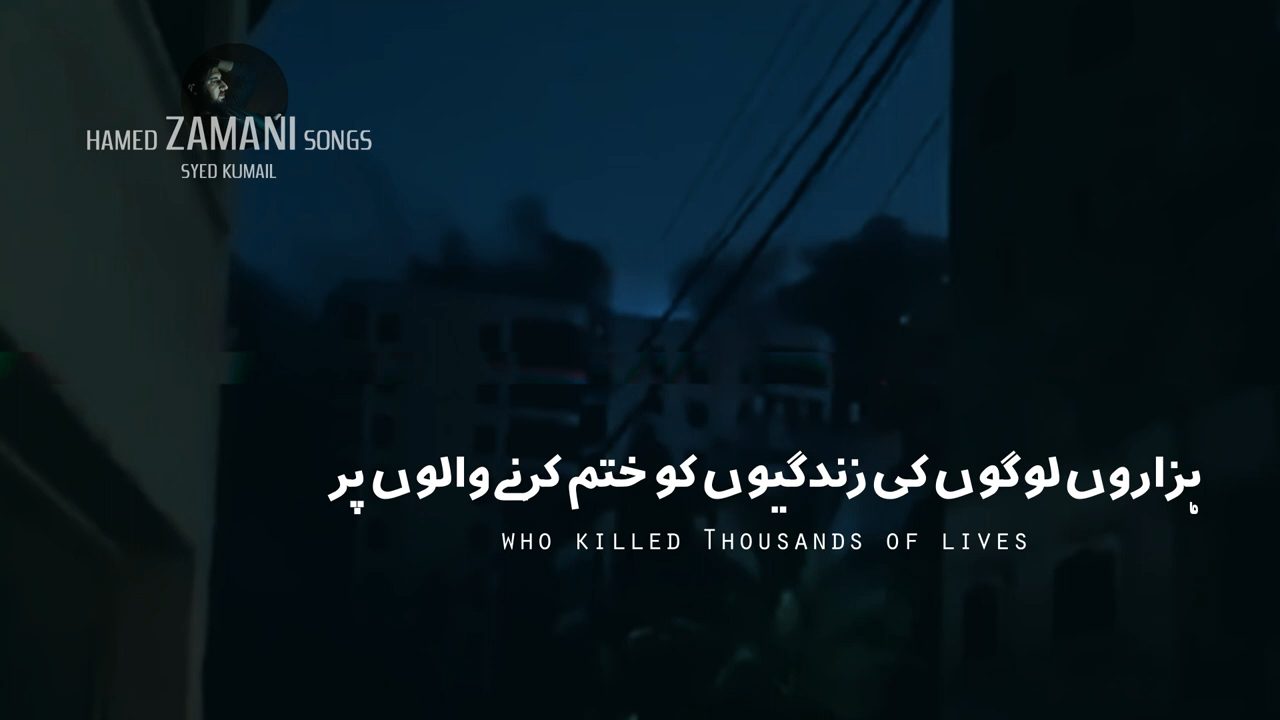 HAMED ZAMANI SONGS
SYED KUMAIL
ہزاروں لوگوں کی زندگیوں کو ختم کرنے والوں پر
WHO KILLED THOUSANDS OF LIVES